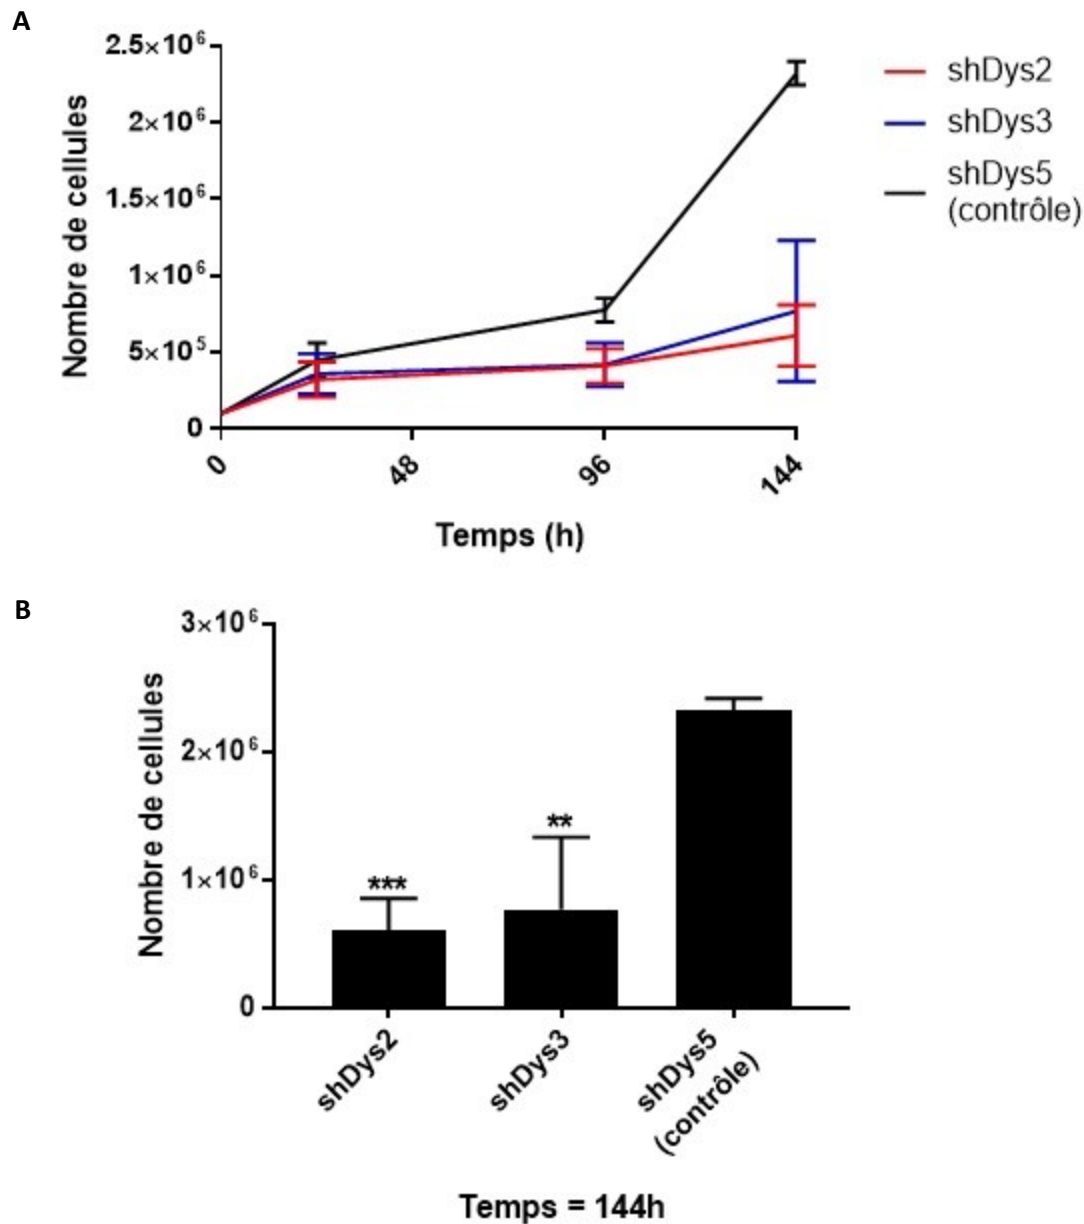 A
Nombre de cellules
2.5×10⁶
2×10⁶
1.5×10⁶
1×10⁶
5×10⁵
0
0
48
96
144
Temps (h)
shDys2
shDys3
shDys5
(contrôle)
B
Nombre de cellules
3×10⁶
2×10⁶
1×10⁶
0
***
**
shDys2
shDys3
shDys5
(contrôle)
Temps = 144h